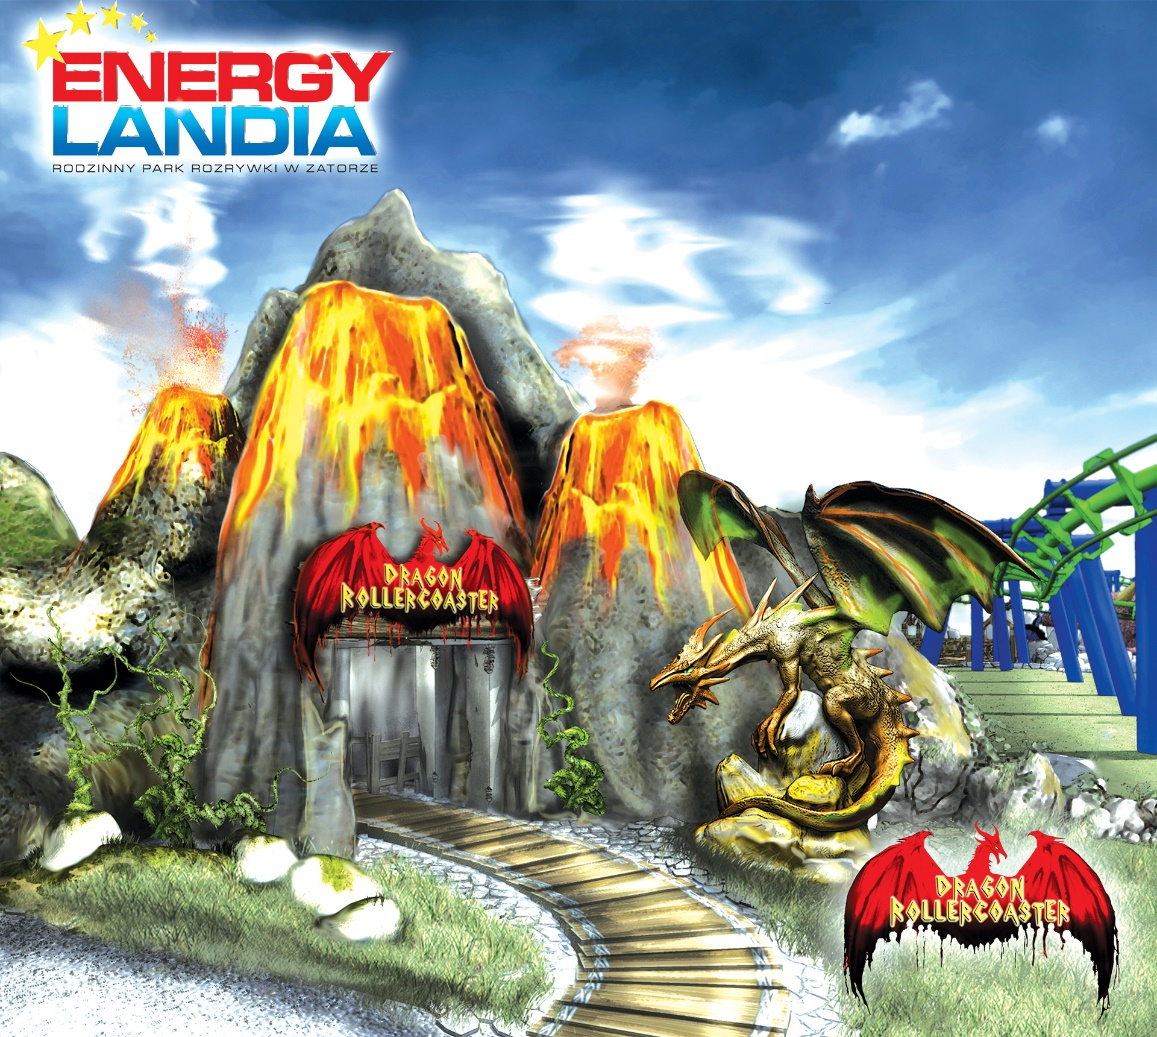 ENERGY
LANDIA
RODZINNY PARK ROZRYWKI W ZATORZE
DRAGON
ROLLERCOASTER
DRAGON
ROLLERCOASTER